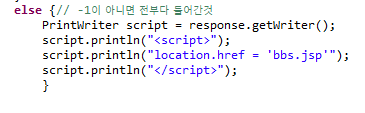 else {// -1이 아니면 전부다 들어간것
PrintWriter script = response.getWriter();
script.println("<script>");
script.println("location.href = 'bbs.jsp'");
script.println("</script>");
}